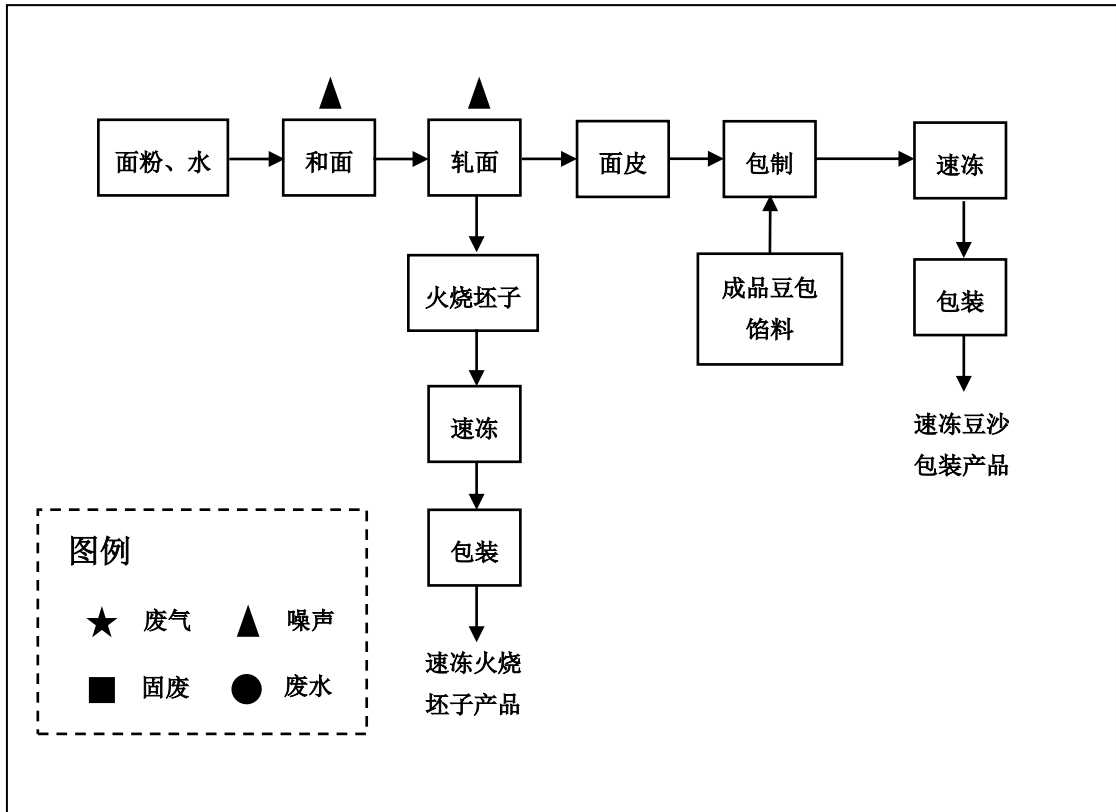 面粉、水
和面
轧面
面皮
包制
速冻
火烧坯子
成品豆包
馅料
包装
速冻
速冻豆沙
包装产品
包装
速冻火烧
坯子产品
图例
废气
噪声
固废
废水